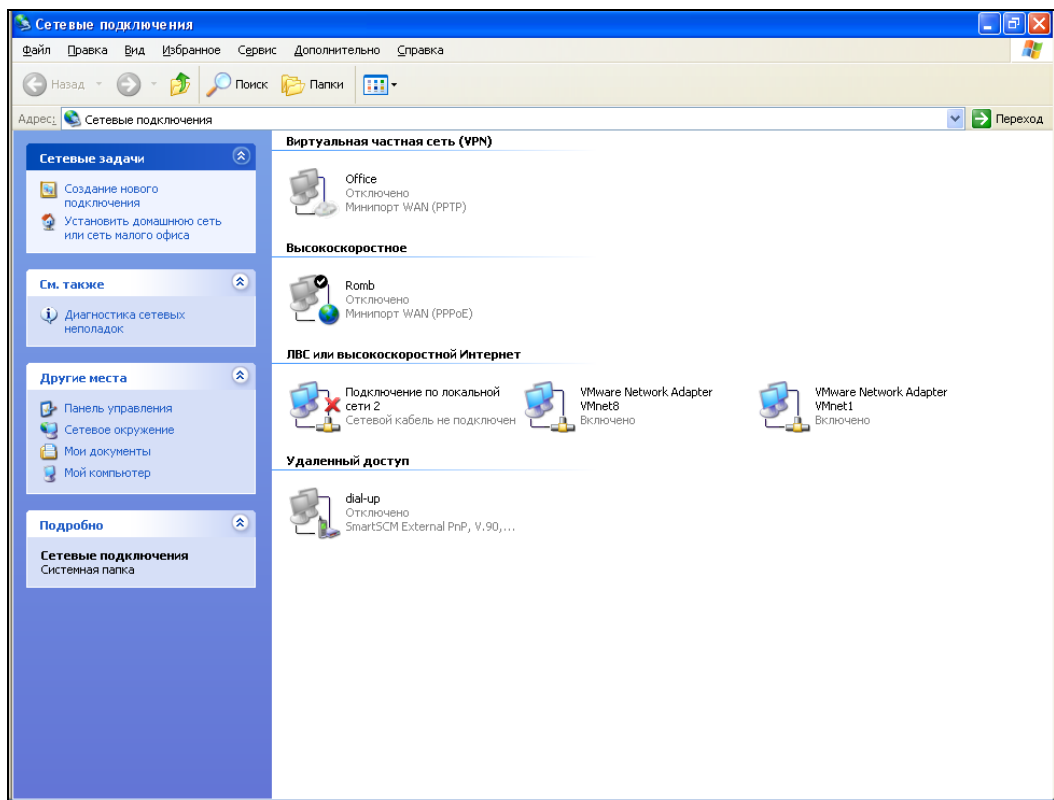 Сетевые подключения
Файл Правка Вид Избранное Сервис Дополнительно Справка
Назад Поиск Папки
Адрес: Сетевые подключения Переход
Сетевые задачи
Создание нового
подключения
Установить домашнюю сеть
или сеть малого офиса
См. также
Диагностика сетевых
неполадок
Другие места
Панель управления
Сетевое окружение
Мои документы
Мой компьютер
Подробно
Сетевые подключения
Системная папка
Виртуальная частная сеть (VPN)
Office
Отключено
Минипорт WAN (PPTP)
Высокоскоростное
Romb
Отключено
Минипорт WAN (PPPoE)
ЛВС или высокоскоростной Интернет
Подключение по локальной
сети 2
Сетевой кабель не подключен
VMware Network Adapter
VMnet8
Включено
VMware Network Adapter
VMnet1
Включено
Удаленный доступ
dial-up
Отключено
SmartSCM External PnP, V.90,...